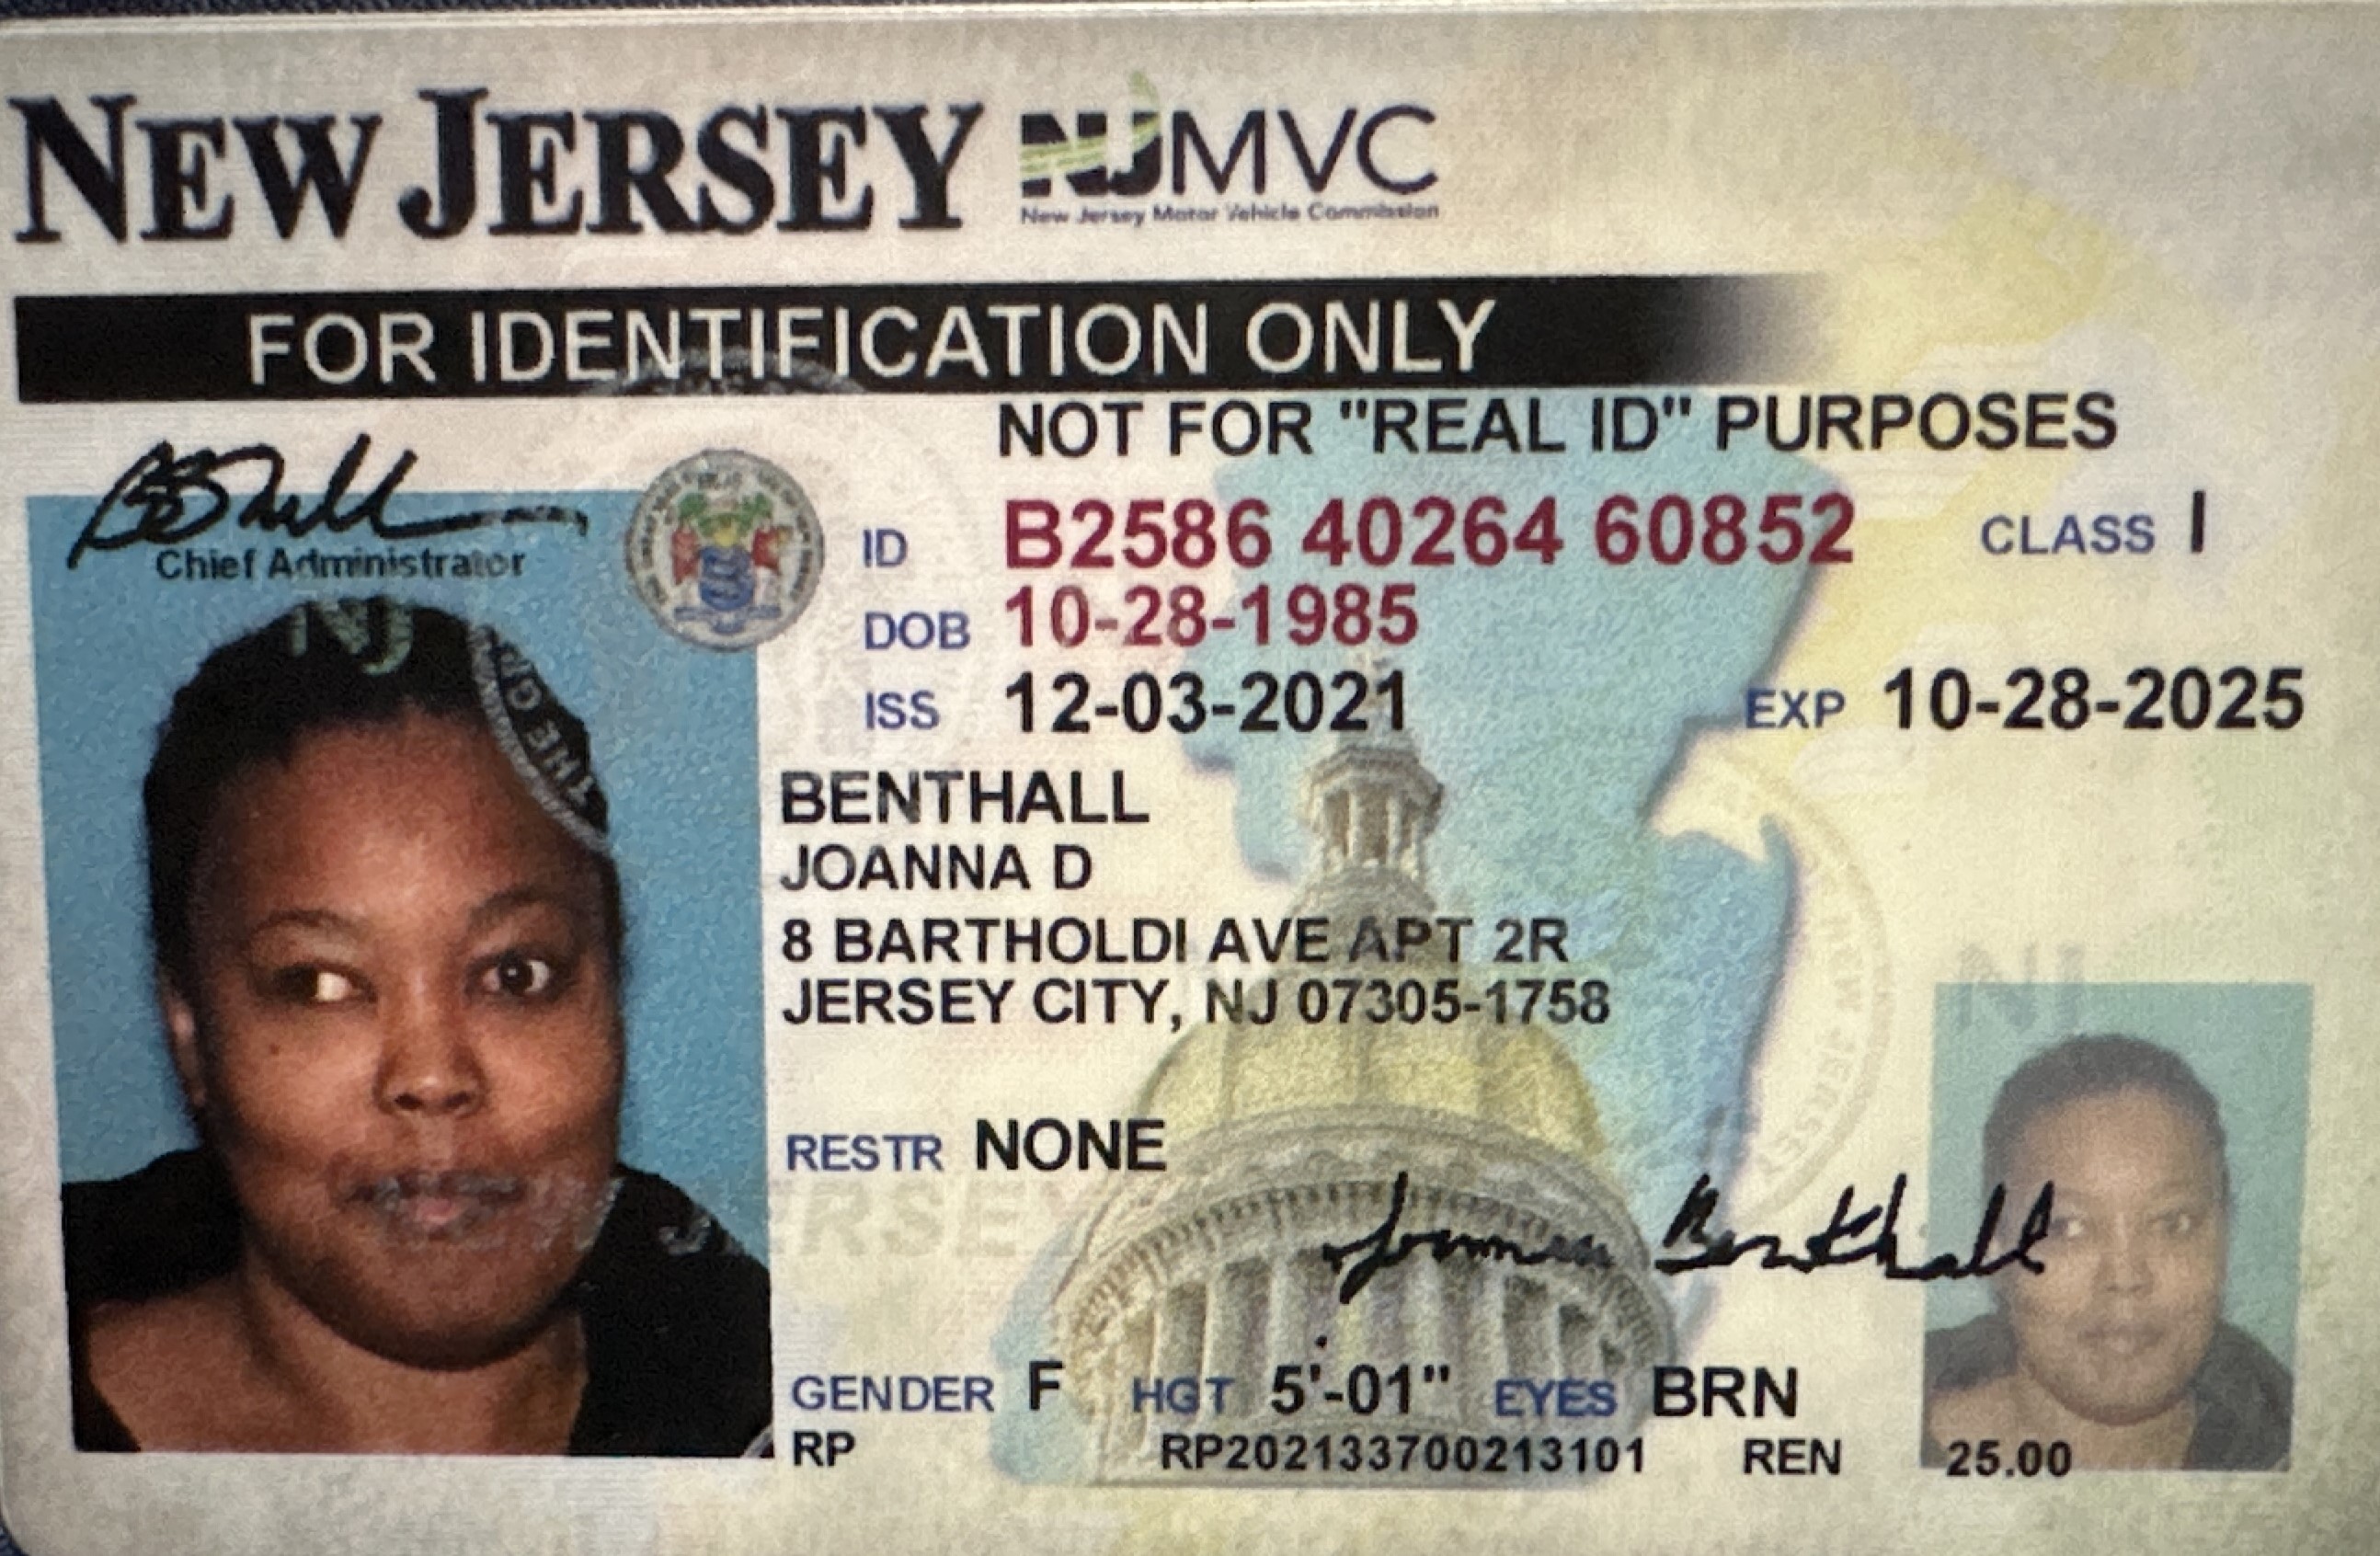 NEW JERSEY NJMVC
New Jersey Motor Vehicle Commission
FOR IDENTIFICATION ONLY
NOT FOR "REAL ID" PURPOSES
Chief Administrator
ID B2586 40264 60852 CLASS I
DOB 10-28-1985
ISS 12-03-2021 EXP 10-28-2025
BENTHALL
JOANNA D
8 BARTHOLDI AVE APT 2R
JERSEY CITY, NJ 07305-1758
RESTR NONE
Joanna Benthall
GENDER F HGT 5'-01" EYES BRN
RP RP202133700213101 REN 25.00
NJ
THE
NJ